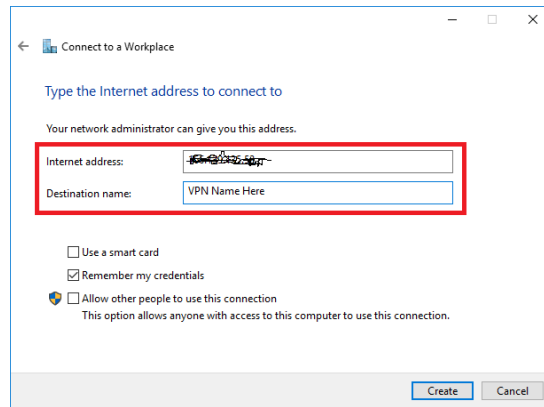 Connect to a Workplace
Type the Internet address to connect to
Your network administrator can give you this address.
Internet address:
Destination name: VPN Name Here
Use a smart card
Remember my credentials
Allow other people to use this connection
This option allows anyone with access to this computer to use this connection.
Create Cancel